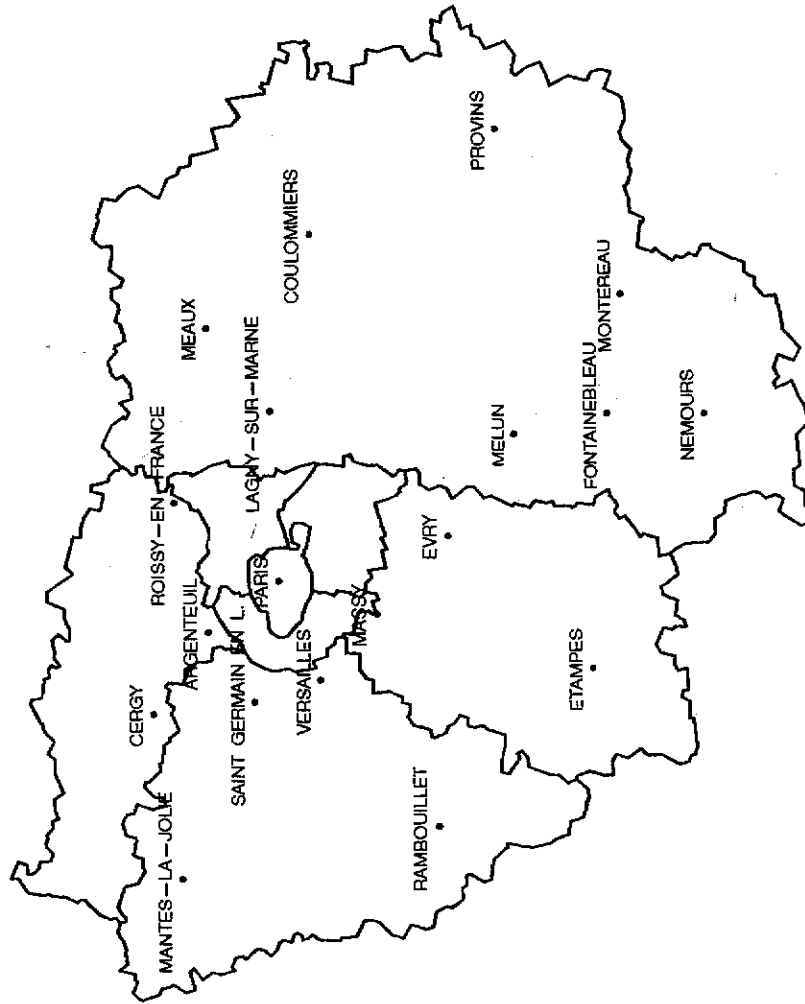 MEAUX
ROISSY-EN-FRANCE
CERGY
MANTES-LA-JOLIE
COULOMMIERS
LAGNY-SUR-MARNE
ARGENTEUIL
PARIS
SAINT GERMAIN EN L.
VERSAILLES
MASSY
PROVINS
EVRY
RAMBOUILLET
MELUN
MONTEREAU
FONTAINEBLEAU
ETAMPES
NEMOURS